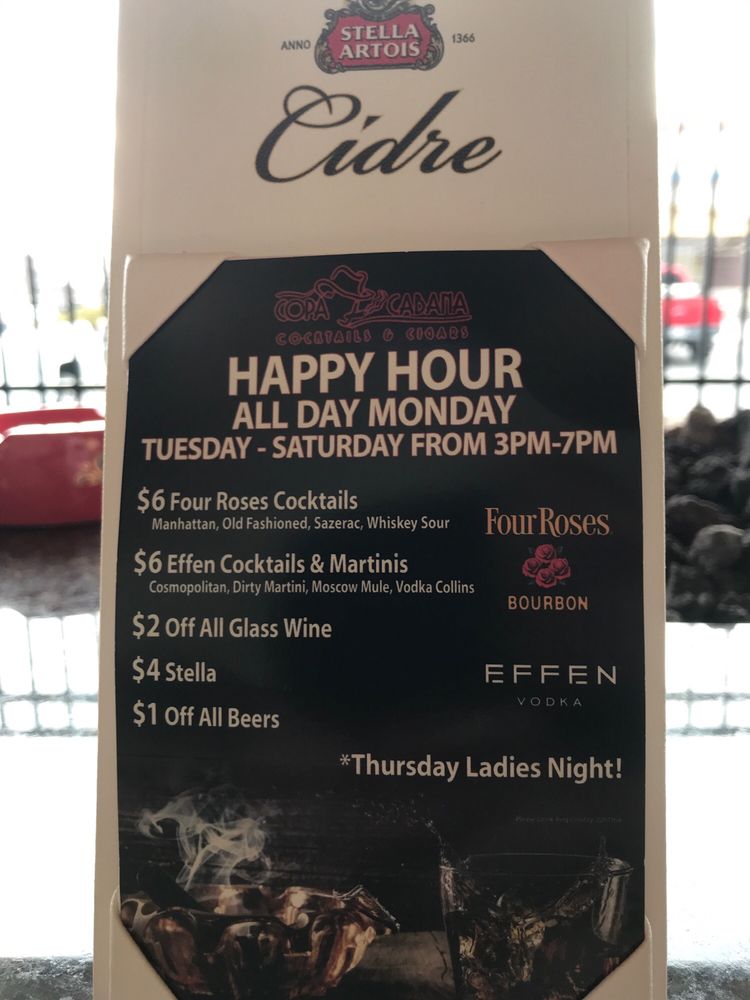 ANNO STELLA ARTOIS 1366
Cidre
COPA CABANA
COCKTAILS & CIGARS
HAPPY HOUR
ALL DAY MONDAY
TUESDAY - SATURDAY FROM 3PM-7PM
$6 Four Roses Cocktails
Manhattan, Old Fashioned, Sazerac, Whiskey Sour
Four Roses
BOURBON
$6 Effen Cocktails & Martinis
Cosmopolitan, Dirty Martini, Moscow Mule, Vodka Collins
$2 Off All Glass Wine
$4 Stella
EFFEN
VODKA
$1 Off All Beers
*Thursday Ladies Night!